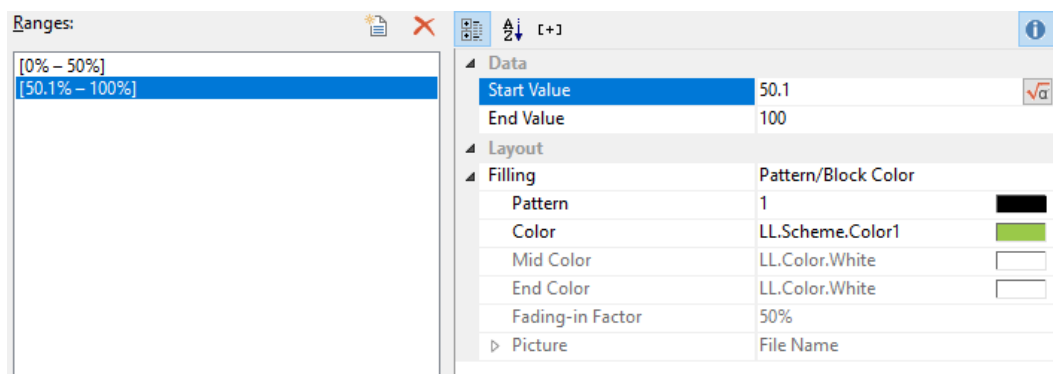 Ranges:
[0% – 50%]
[50.1% – 100%]
A
Z
[+]
Data
Start Value 50.1 √α
End Value 100
Layout
Filling Pattern/Block Color
Pattern 1
Color LL.Scheme.Color1
Mid Color LL.Color.White
End Color LL.Color.White
Fading-in Factor 50%
Picture File Name